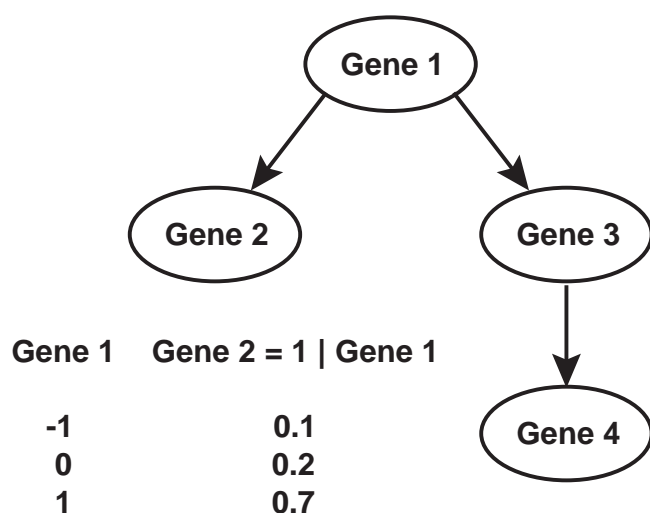 Gene 1
Gene 2
Gene 3
Gene 1 Gene 2 = 1 | Gene 1
Gene 4
-1 0.1
0 0.2
1 0.7